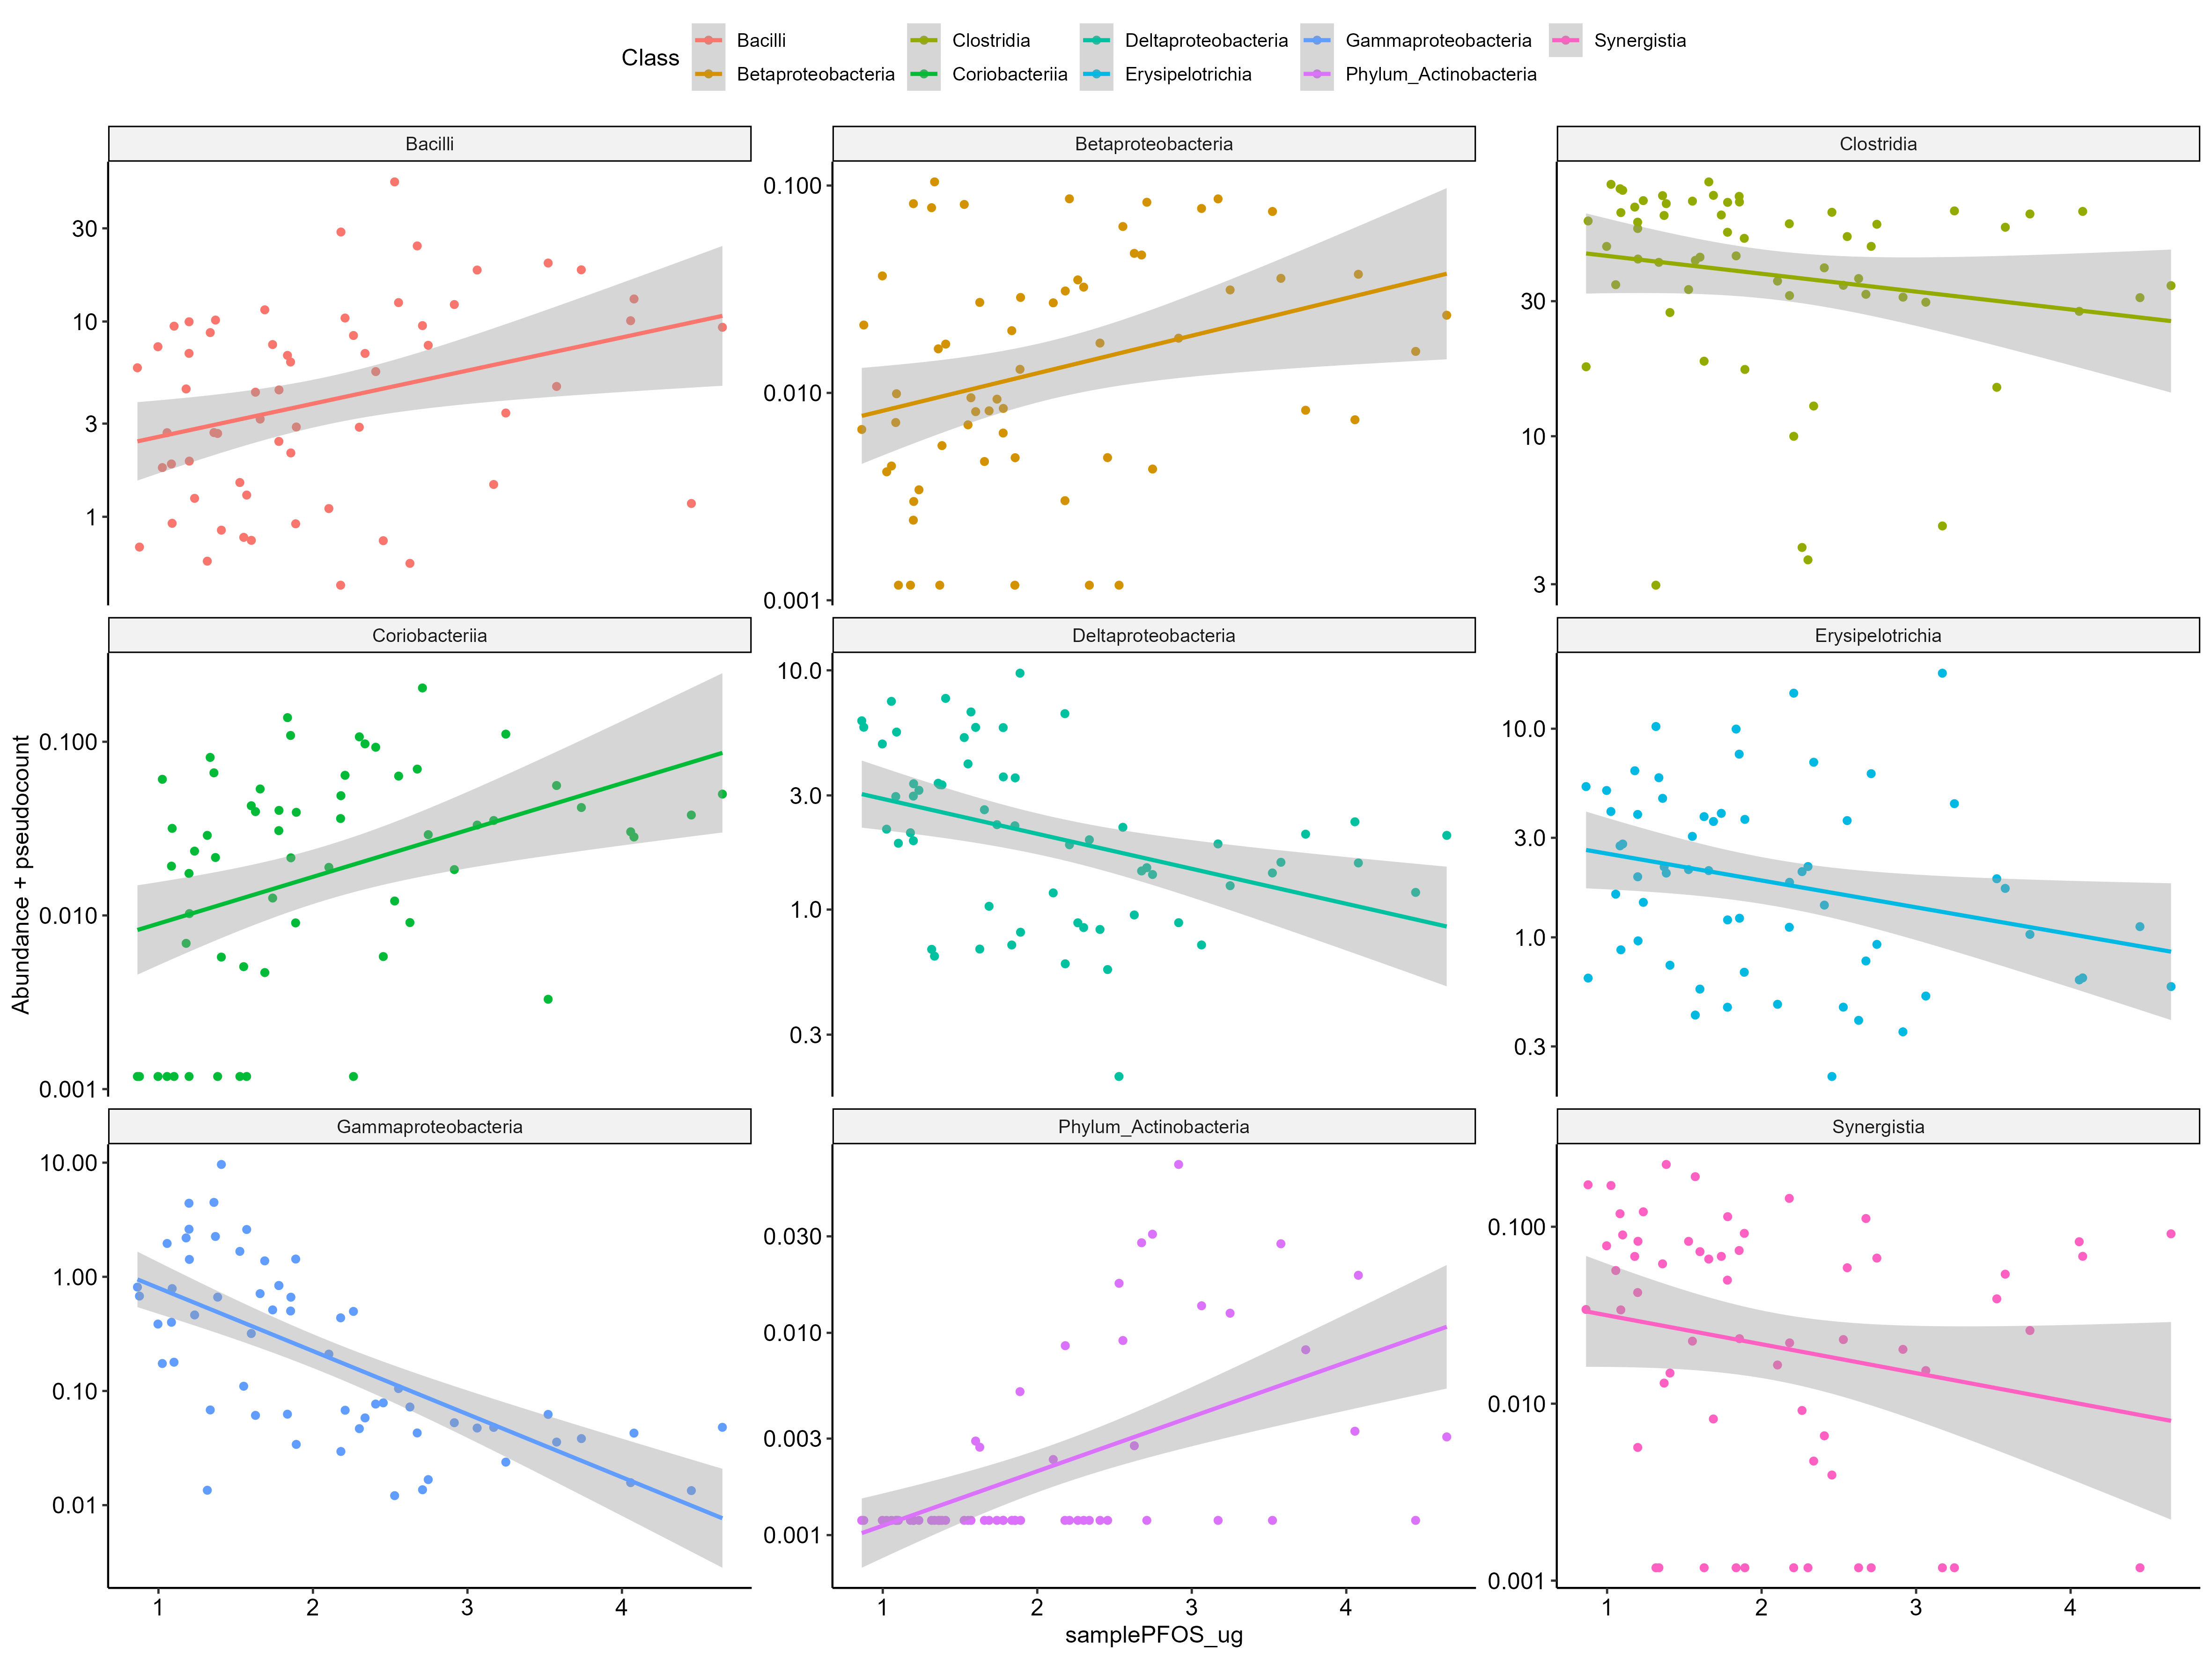 Class
Bacilli
Betaproteobacteria
Clostridia
Coriobacteriia
Deltaproteobacteria
Erysipelotrichia
Gammaproteobacteria
Phylum_Actinobacteria
Synergistia
Abundance + pseudocount
Bacilli
30
10
3
1
Betaproteobacteria
0.100
0.010
0.001
Clostridia
30
10
3
Coriobacteriia
0.100
0.010
0.001
Deltaproteobacteria
10.0
3.0
1.0
0.3
Erysipelotrichia
10.0
3.0
1.0
0.3
Gammaproteobacteria
10.00
1.00
0.10
0.01
1 2 3 4
Phylum_Actinobacteria
0.030
0.010
0.003
0.001
1 2 3 4
Synergistia
0.100
0.010
0.001
1 2 3 4
samplePFOS_ug